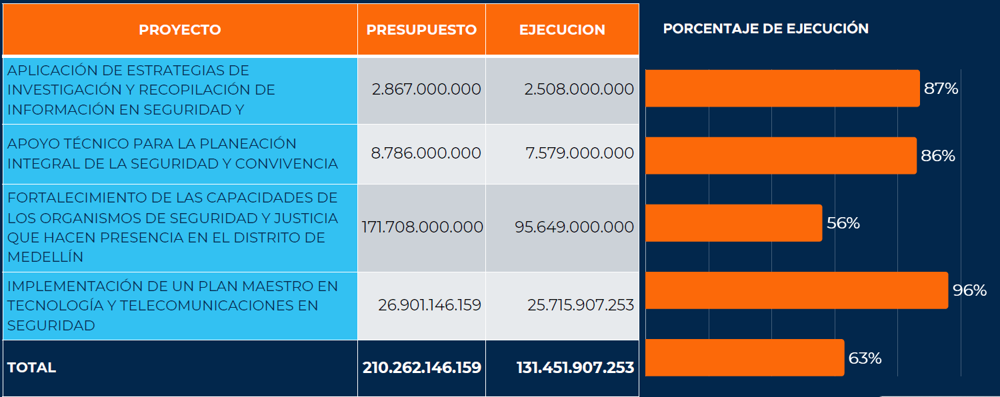 PROYECTO PRESUPUESTO EJECUCION PORCENTAJE DE EJECUCIÓN
APLICACIÓN DE ESTRATEGIAS DE
INVESTIGACIÓN Y RECOPILACIÓN DE
INFORMACIÓN EN SEGURIDAD Y
2.867.000.000 2.508.000.000 87%
APOYO TÉCNICO PARA LA PLANEACIÓN
INTEGRAL DE LA SEGURIDAD Y CONVIVENCIA
8.786.000.000 7.579.000.000 86%
FORTALECIMIENTO DE LAS CAPACIDADES DE
LOS ORGANISMOS DE SEGURIDAD Y JUSTICIA
QUE HACEN PRESENCIA EN EL DISTRITO DE
MEDELLÍN
171.708.000.000 95.649.000.000 56%
IMPLEMENTACIÓN DE UN PLAN MAESTRO EN
TECNOLOGÍA Y TELECOMUNICACIONES EN
SEGURIDAD
26.901.146.159 25.715.907.253 96%
TOTAL 210.262.146.159 131.451.907.253 63%